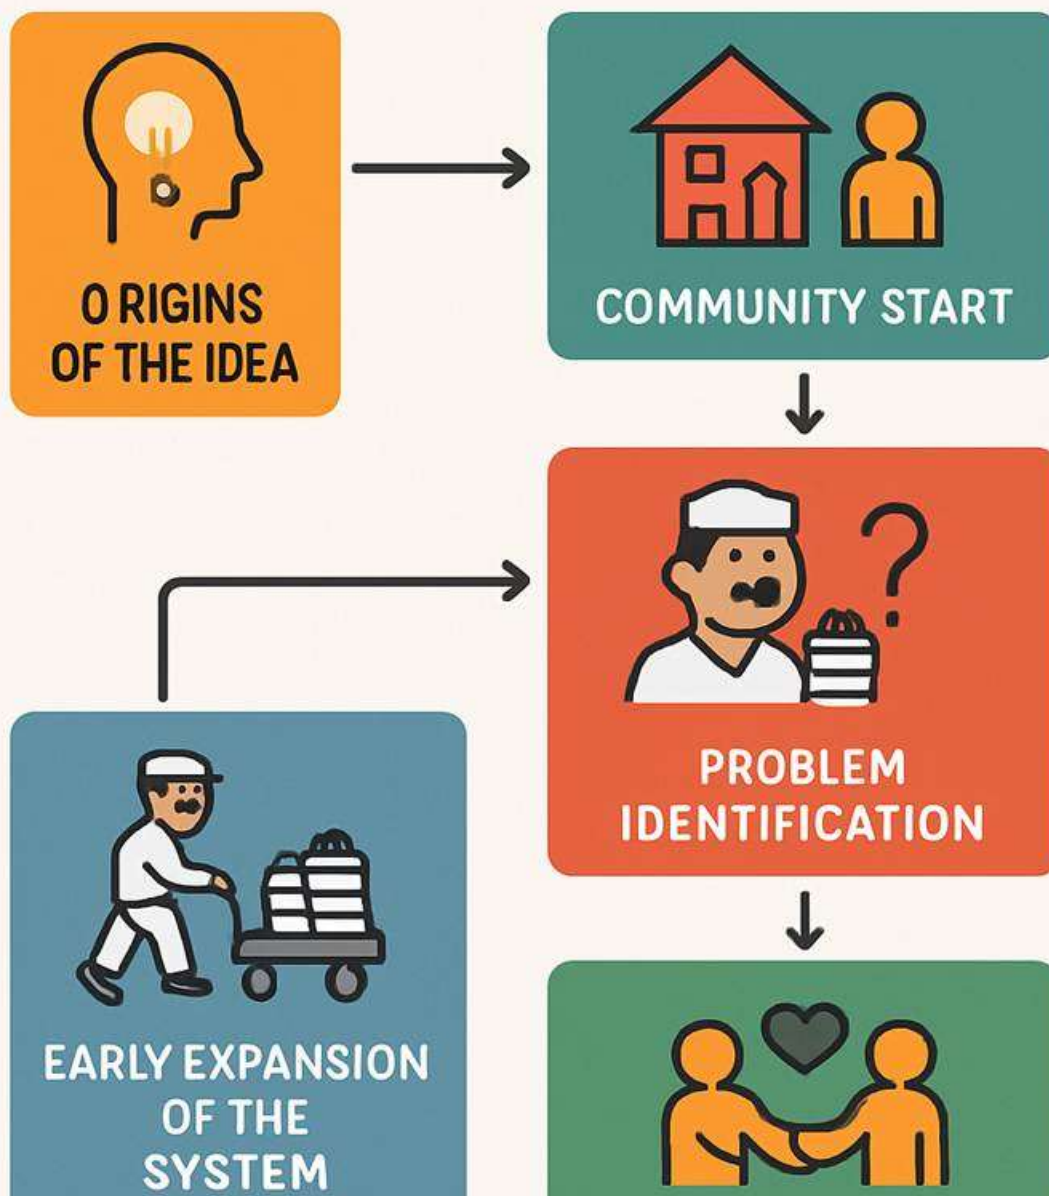 0 RIGINS
OF THE IDEA
COMMUNITY START
?
PROBLEM
IDENTIFICATION
EARLY EXPANSION
OF THE
SYSTEM